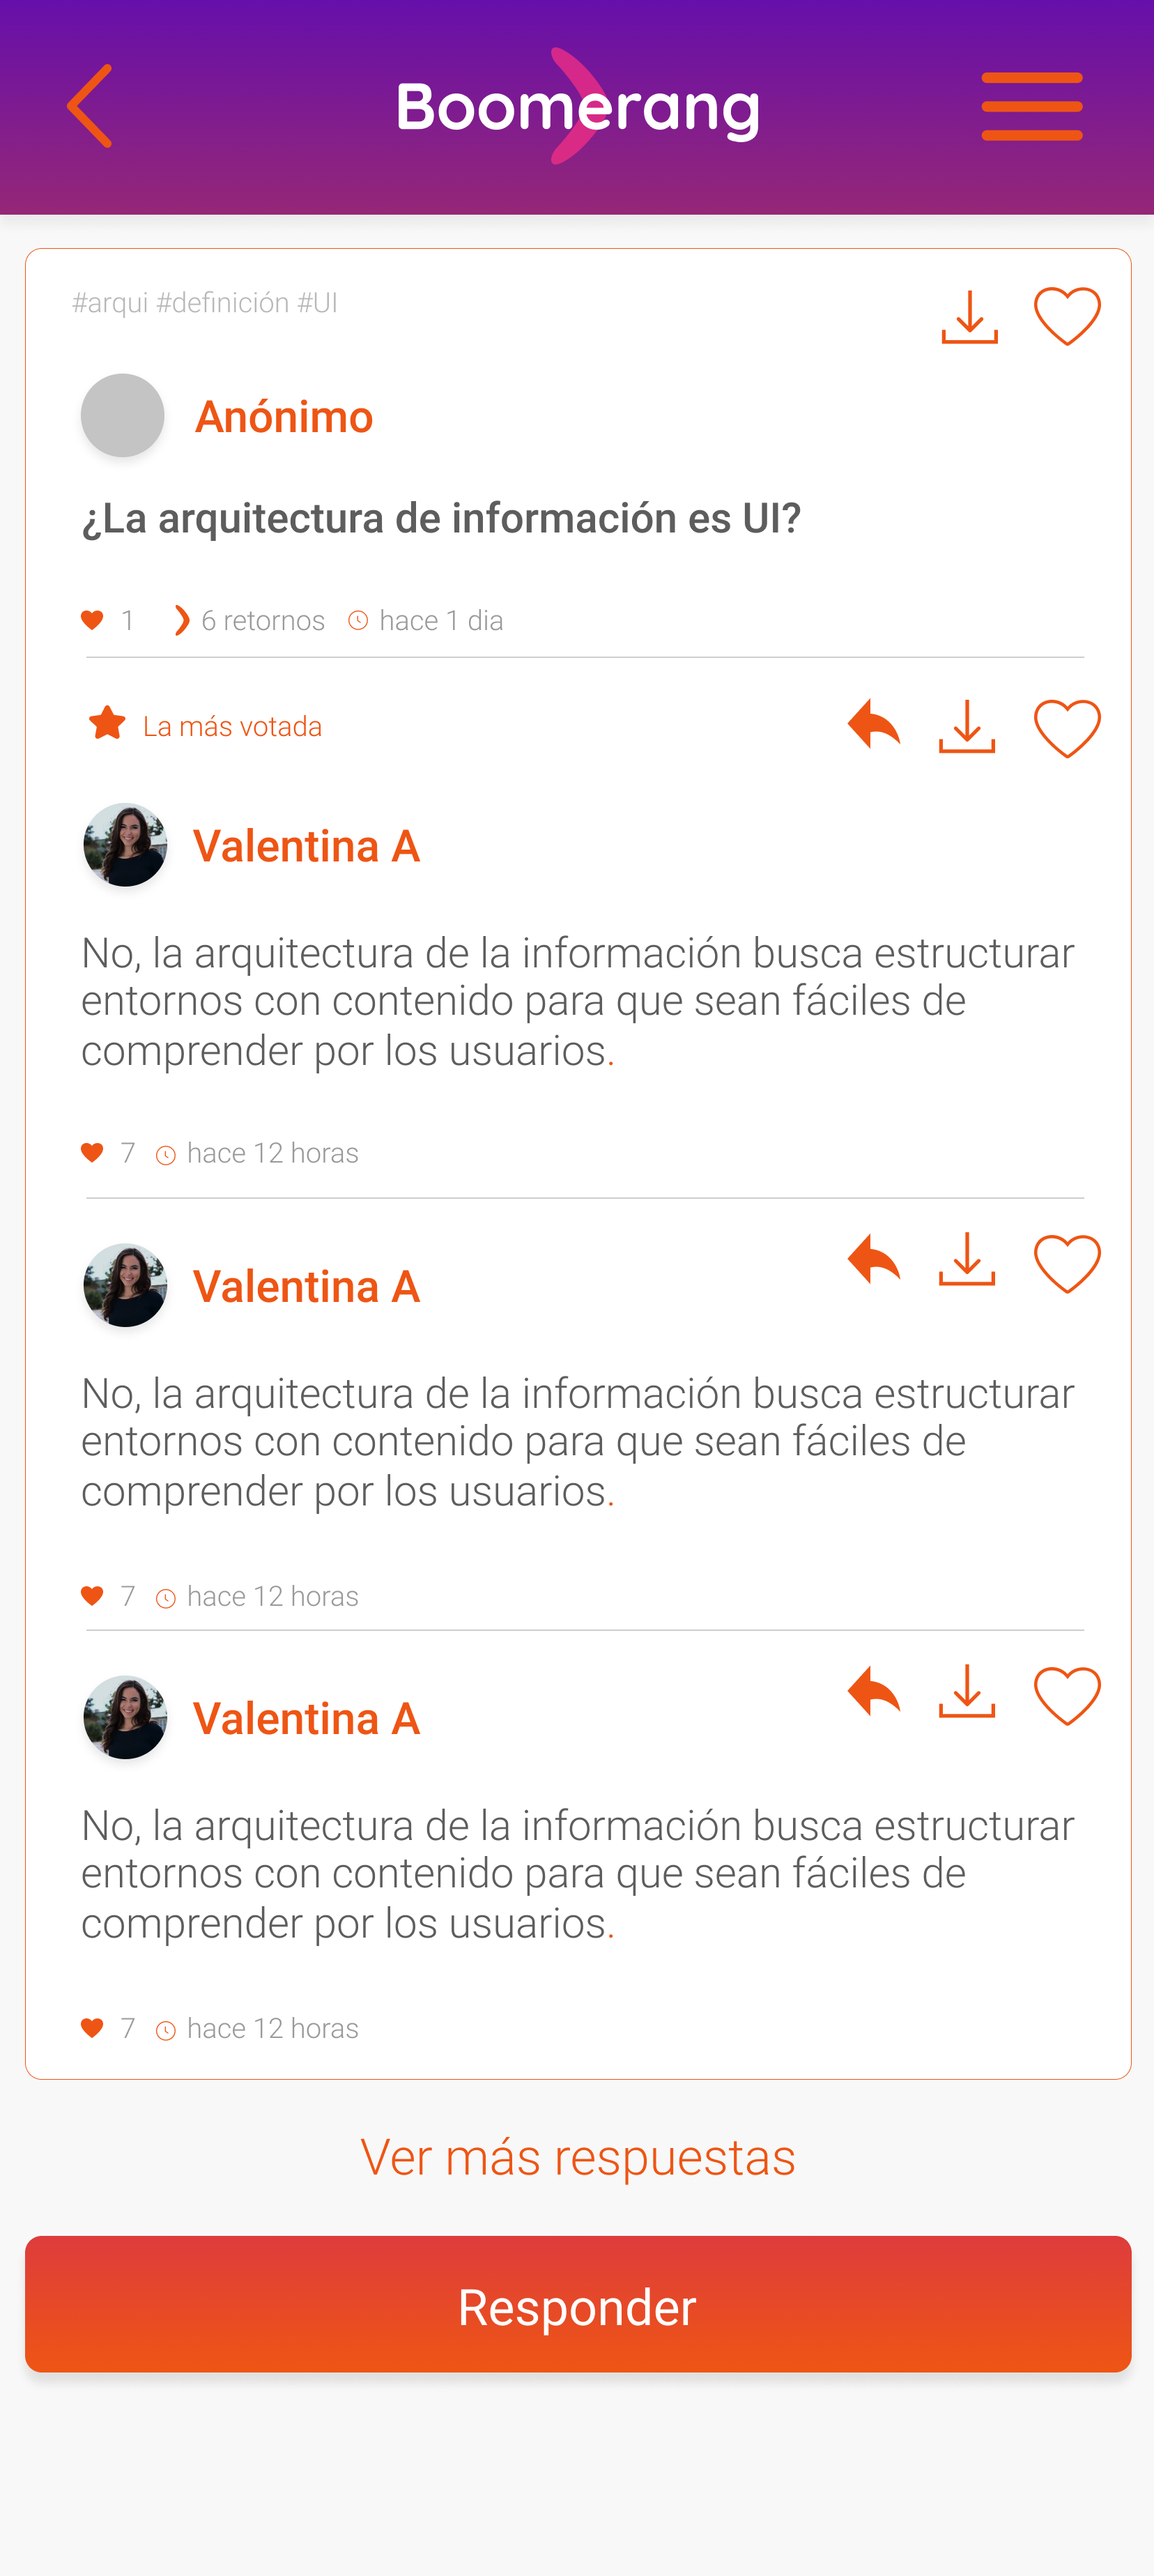 Boomerang
#arqui #definición #UI
Anónimo
¿La arquitectura de información es UI?
1 6 retornos hace 1 dia
La más votada
Valentina A
No, la arquitectura de la información busca estructurar
entornos con contenido para que sean fáciles de
comprender por los usuarios.
7 hace 12 horas
Valentina A
No, la arquitectura de la información busca estructurar
entornos con contenido para que sean fáciles de
comprender por los usuarios.
7 hace 12 horas
Valentina A
No, la arquitectura de la información busca estructurar
entornos con contenido para que sean fáciles de
comprender por los usuarios.
7 hace 12 horas
Ver más respuestas
Responder